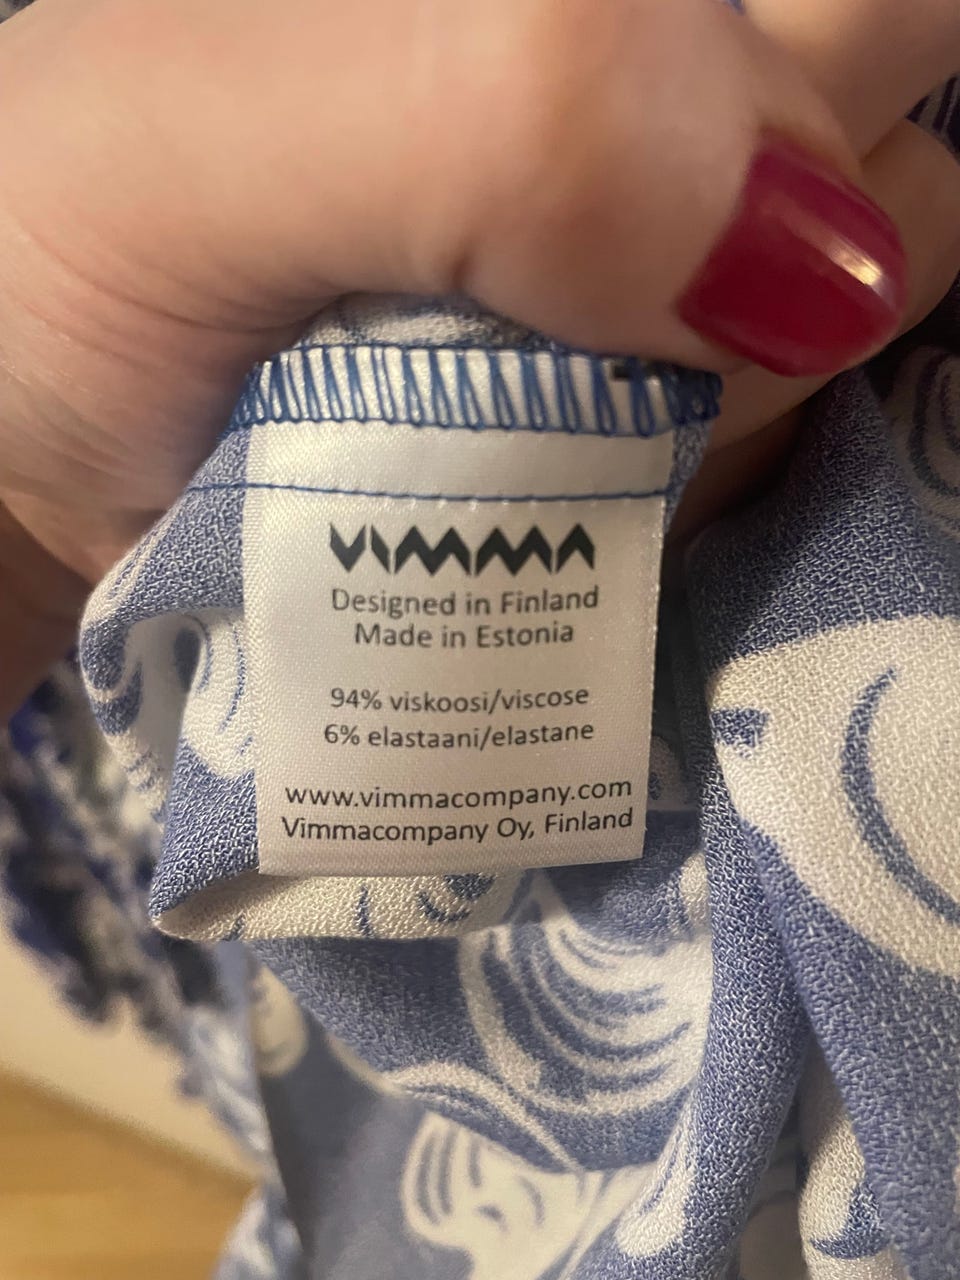 VIMMA
Designed in Finland
Made in Estonia
94% viskoosi/viscose
6% elastaani/elastane
www.vimmacompany.com
Vimmacompany Oy, Finland